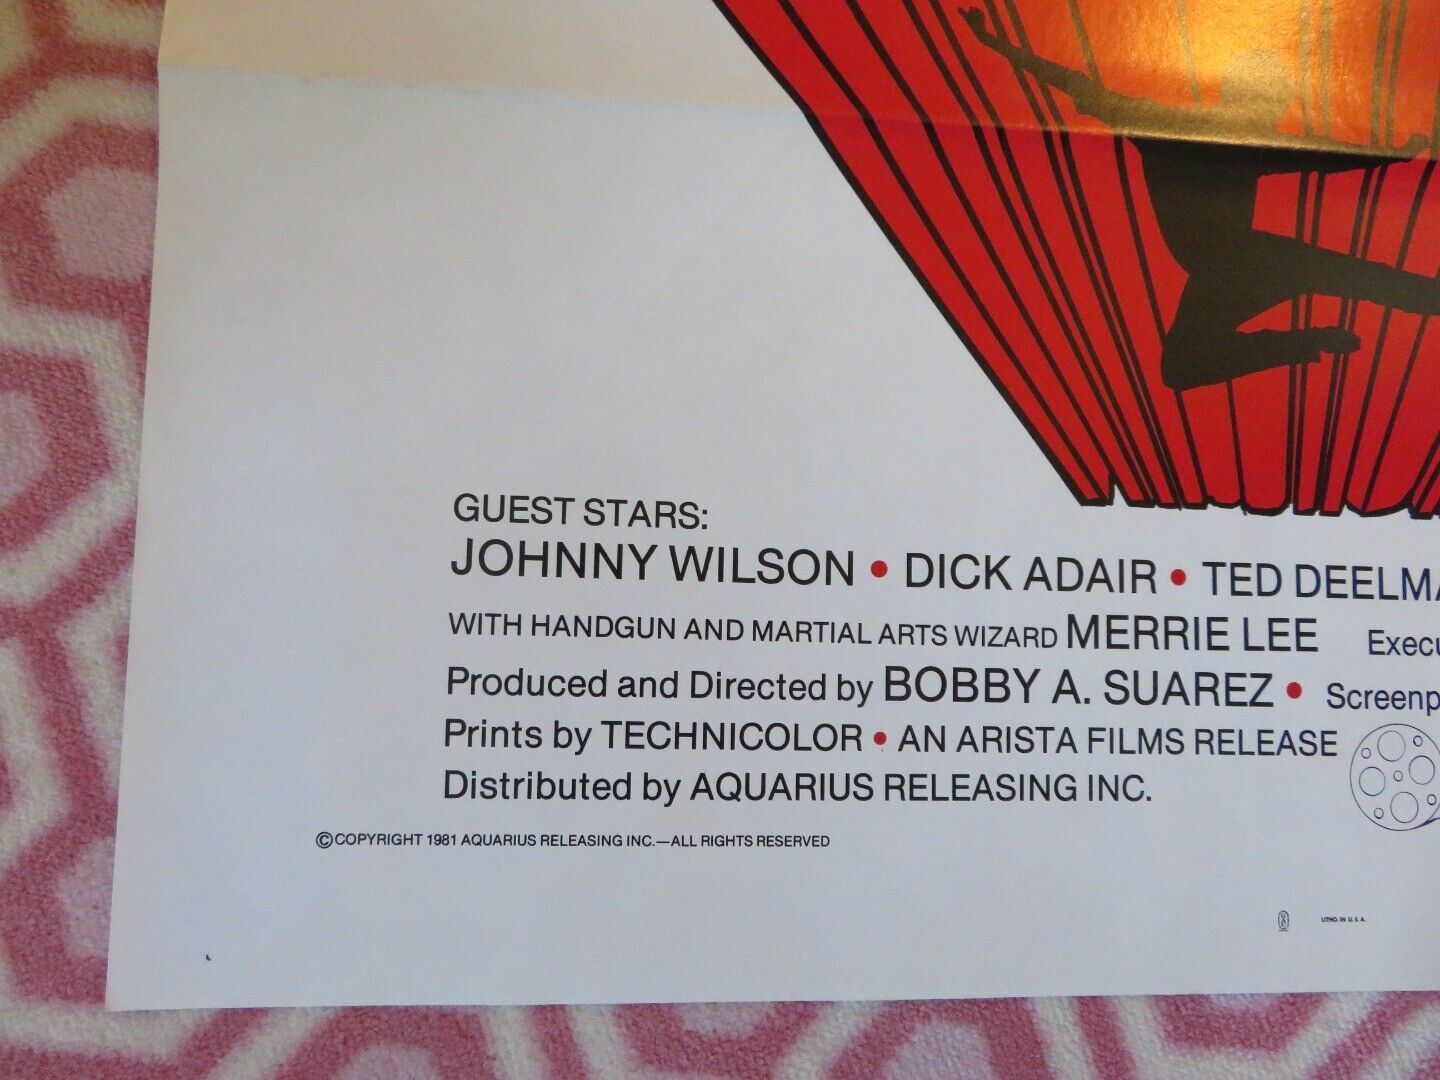 GUEST STARS:
JOHNNY WILSON • DICK ADAIR • TED DEELMA
WITH HANDGUN AND MARTIAL ARTS WIZARD MERRIE LEE Execu
Produced and Directed by BOBBY A. SUAREZ • Screenp
Prints by TECHNICOLOR • AN ARISTA FILMS RELEASE
Distributed by AQUARIUS RELEASING INC.
©COPYRIGHT 1981 AQUARIUS RELEASING INC.—ALL RIGHTS RESERVED
LITHO. IN U.S.A.